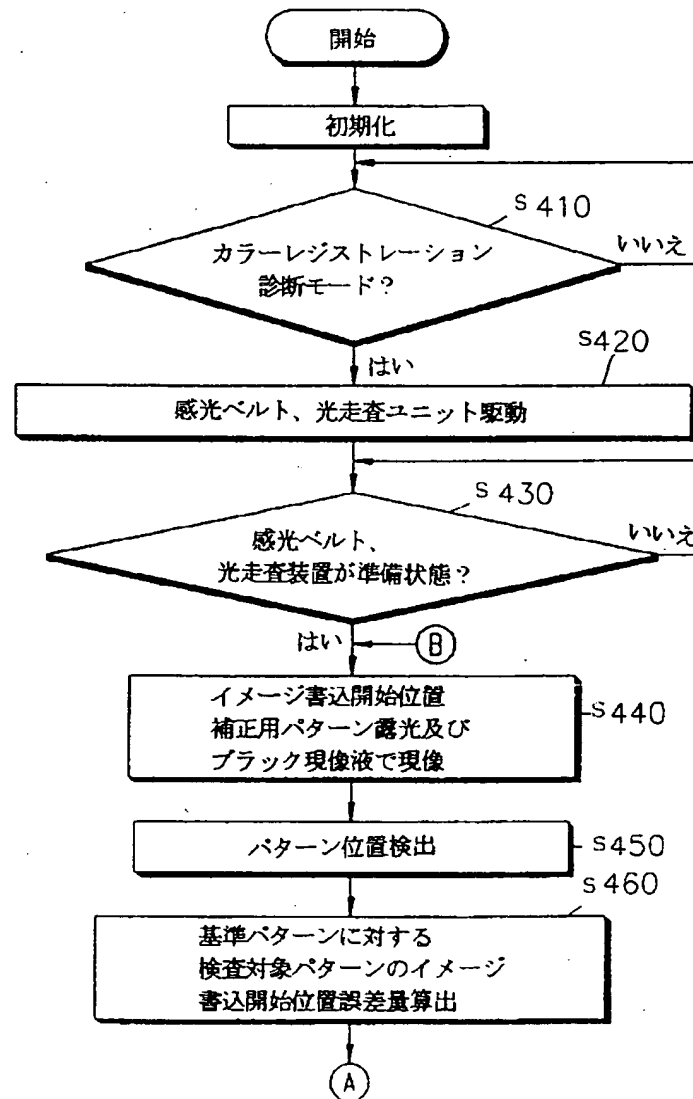 開始
初期化
S410
カラーレジストレーション
診断モード?
いいえ
はい
S420
感光ベルト、光走査ユニット駆動
S430
感光ベルト、
光走査装置が準備状態?
いいえ
はい
B
イメージ書込開始位置
補正用パターン露光及び
ブラック現像液で現像
S440
パターン位置検出
S450
S460
基準パターンに対する
検査対象パターンのイメージ
書込開始位置誤差量算出
A